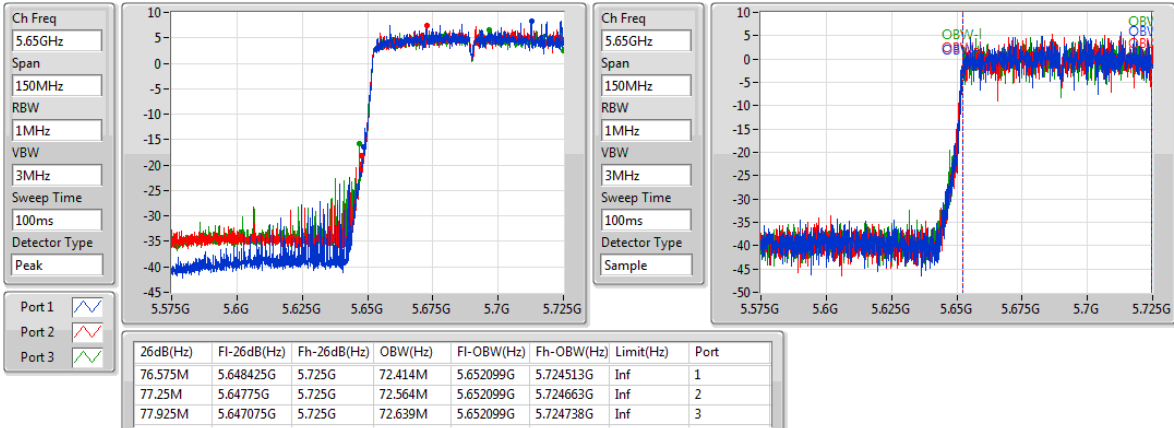 Ch Freq
5.65GHz
Span
150MHz
RBW
1MHz
VBW
3MHz
Sweep Time
100ms
Detector Type
Peak
Port 1
Port 2
Port 3
10
5
0
-5
-10
-15
-20
-25
-30
-35
-40
-45
5.575G 5.6G 5.625G 5.65G 5.675G 5.7G 5.725G
Ch Freq
5.65GHz
Span
150MHz
RBW
1MHz
VBW
3MHz
Sweep Time
100ms
Detector Type
Sample
10
5
0
-5
-10
-15
-20
-25
-30
-35
-40
-45
-50
OBW-l
OBV
OBV
5.575G 5.6G 5.625G 5.65G 5.675G 5.7G 5.725G
26dB(Hz) Fl-26dB(Hz) Fh-26dB(Hz) OBW(Hz) Fl-OBW(Hz) Fh-OBW(Hz) Limit(Hz) Port
76.575M 5.648425G 5.725G 72.414M 5.652099G 5.724513G Inf 1
77.25M 5.64775G 5.725G 72.564M 5.652099G 5.724663G Inf 2
77.925M 5.647075G 5.725G 72.639M 5.652099G 5.724738G Inf 3